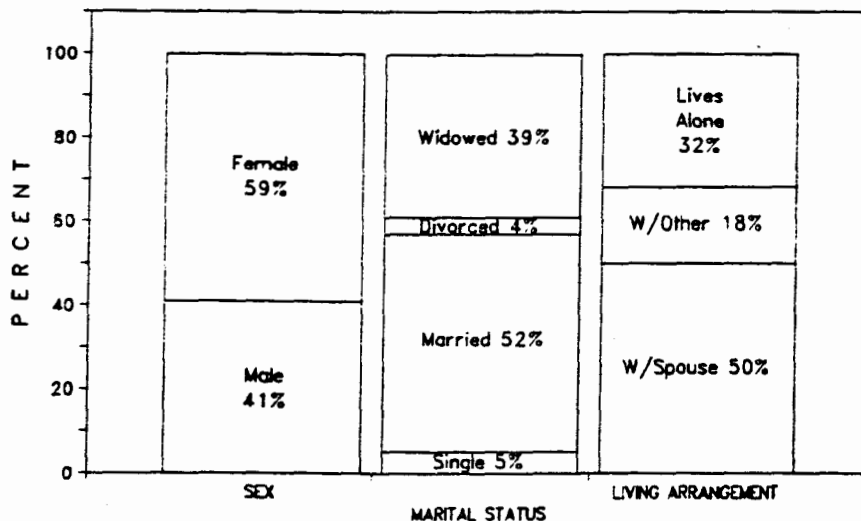 PERCENT
100
80
60
40
20
0
Female
59%
Male
41%
Widowed 39%
Divorced 4%
Married 52%
Single 5%
Lives
Alone
32%
W/Other 18%
W/Spouse 50%
SEX
MARITAL STATUS
LIVING ARRANGEMENT